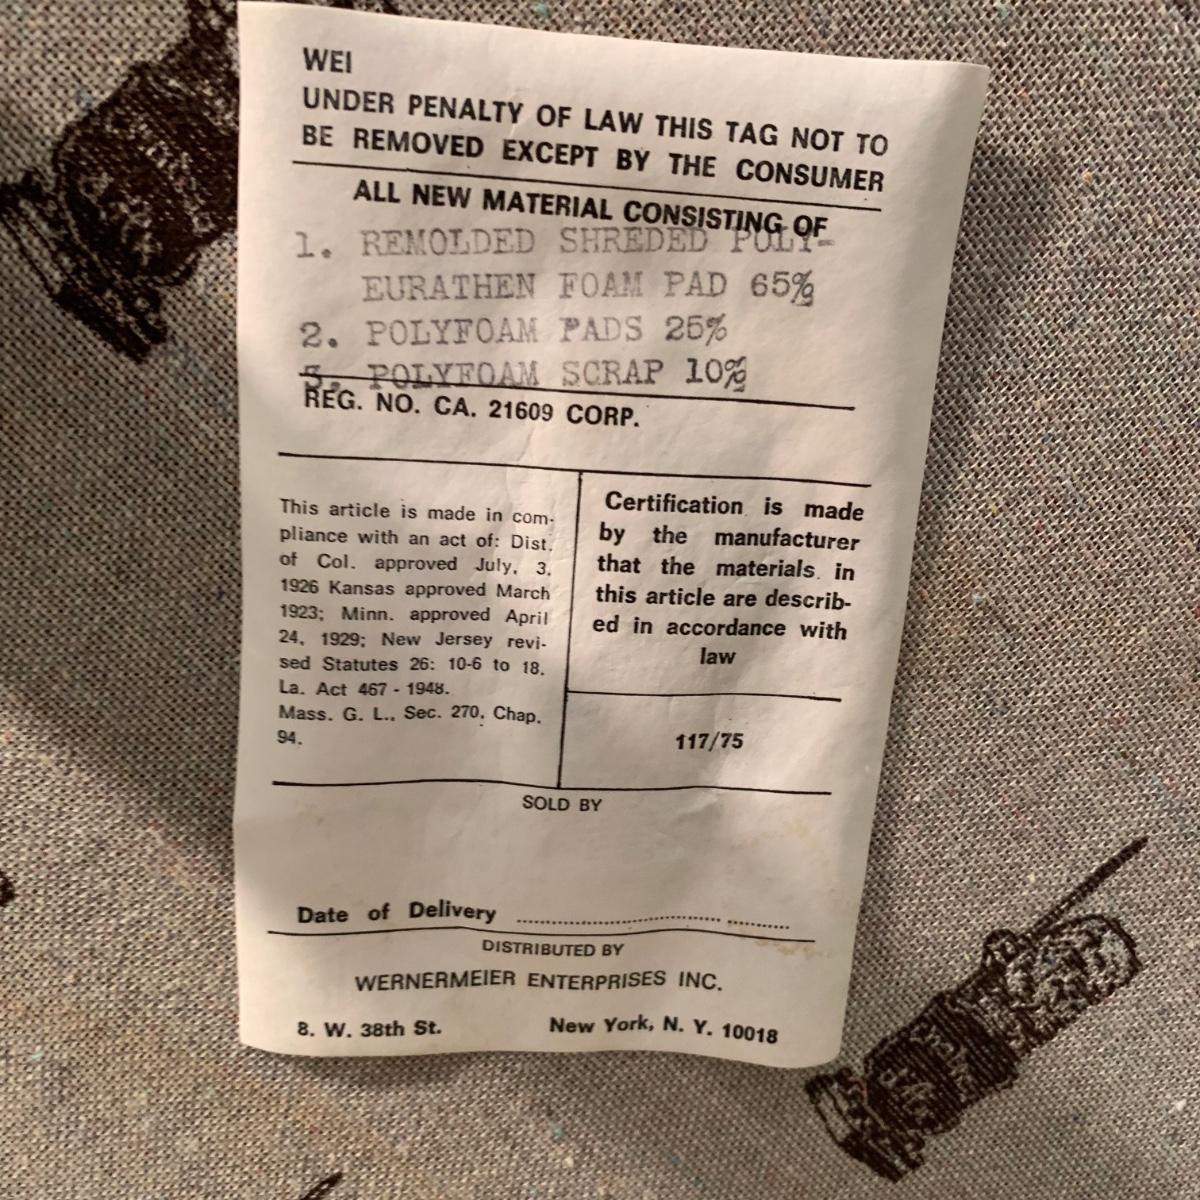 WEI
UNDER PENALTY OF LAW THIS TAG NOT TO
BE REMOVED EXCEPT BY THE CONSUMER
ALL NEW MATERIAL CONSISTING OF
1. REMOLDED SHREDED POLY-
EURATHEN FOAM PAD 65%
2. POLYFOAM PADS 25%
3. POLYFOAM SCRAP 10%
REG. NO. CA. 21609 CORP.
This article is made in com-
pliance with an act of: Dist.
of Col. approved July, 3.
1926 Kansas approved March
1923; Minn. approved April
24, 1929; New Jersey revi-
sed Statutes 26: 10-6 to 18.
La. Act 467 - 1948.
Mass. G. L., Sec. 270, Chap.
94.
Certification is made
by the manufacturer
that the materials in
this article are describ-
ed in accordance with
law
117/75
SOLD BY
Date of Delivery
DISTRIBUTED BY
WERNERMEIER ENTERPRISES INC.
8. W. 38th St. New York, N. Y. 10018